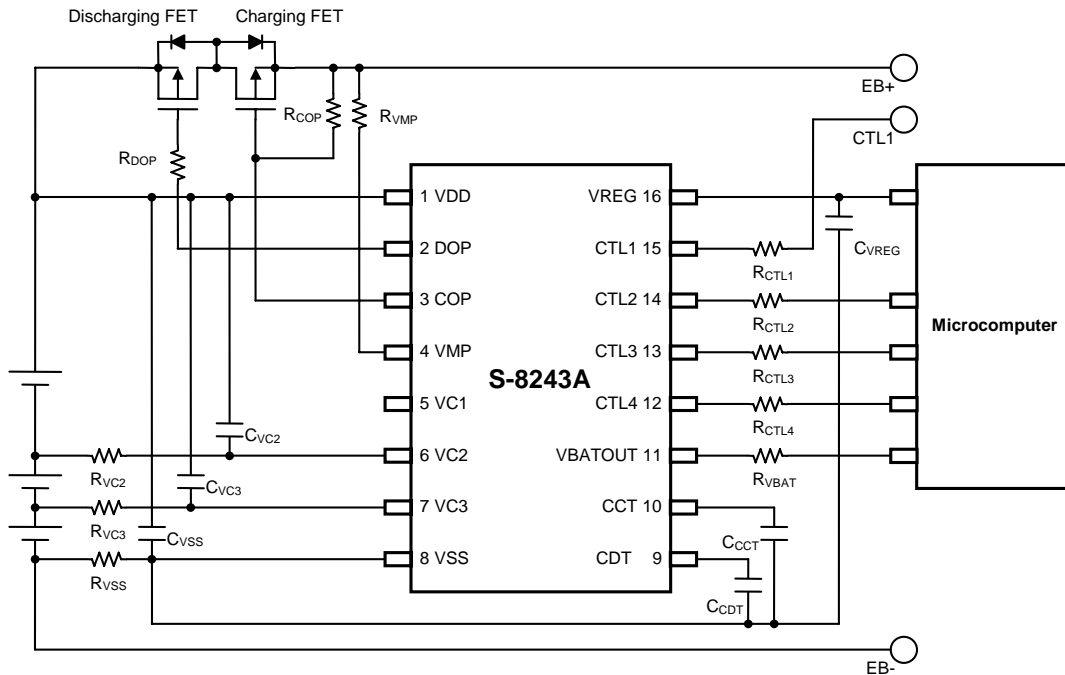 Discharging FET
Charging FET
EB+
RCOP
RVMP
CTL1
RDOP
1 VDD
VREG 16
2 DOP
CTL1 15
RCTL1
CVREG
3 COP
CTL2 14
RCTL2
Microcomputer
4 VMP
CTL3 13
RCTL3
S-8243A
5 VC1
CTL4 12
RCTL4
CVC2
6 VC2
VBATOUT 11
RVBAT
RVC2
CVC3
7 VC3
CCT 10
RVC3
CVSS
CCCT
8 VSS
CDT 9
RVSS
CCDT
EB-